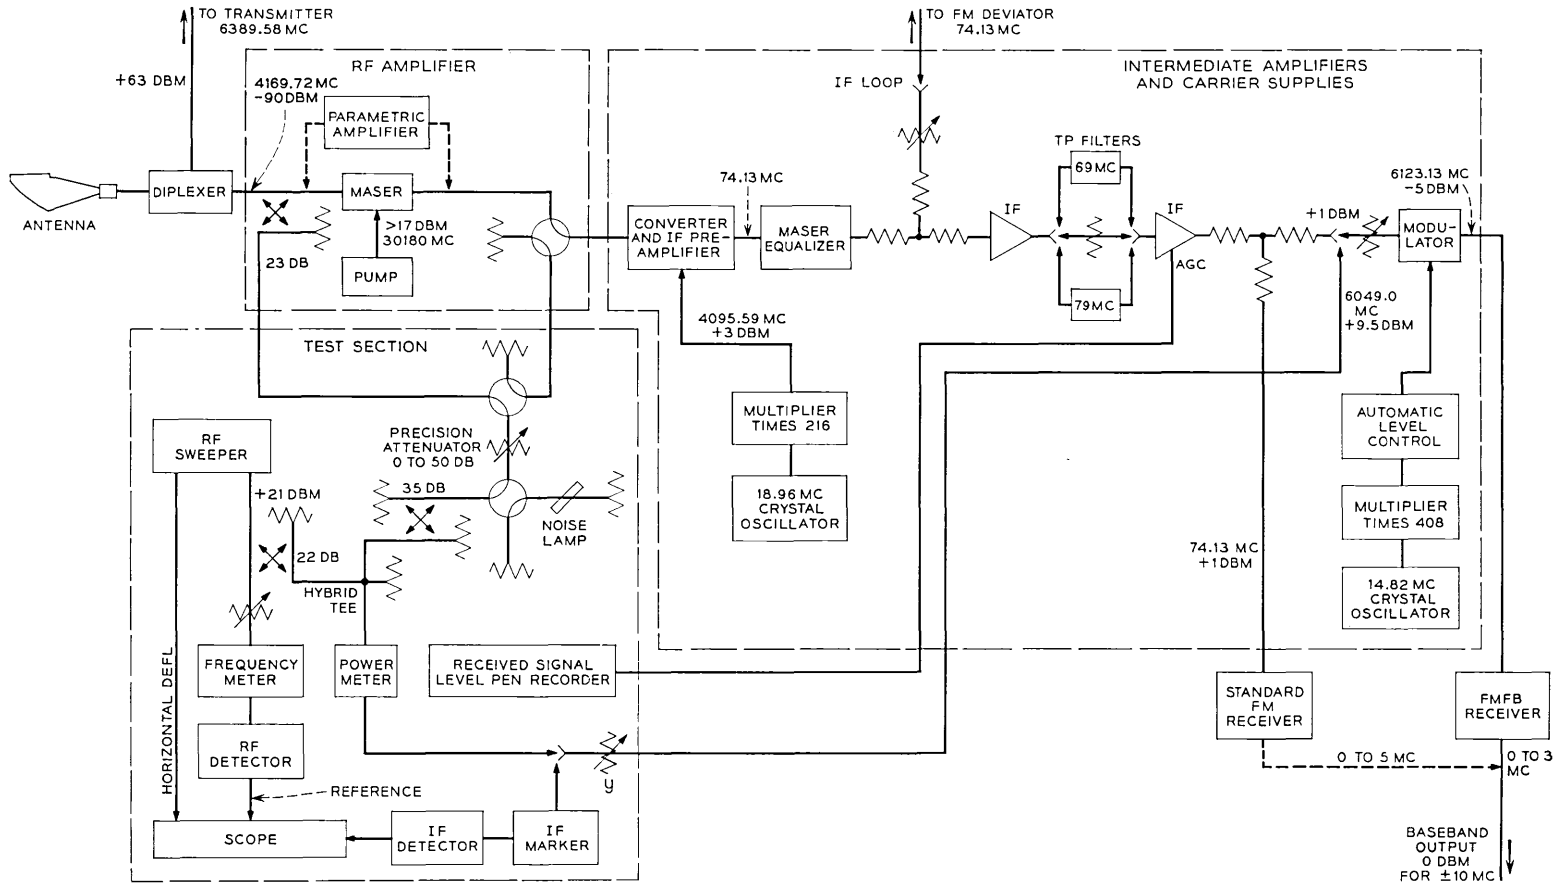 TO TRANSMITTER
6389.58 MC
TO FM DEVIATOR
74.13 MC
+63 DBM
RF AMPLIFIER
4169.72 MC
-90 DBM
PARAMETRIC
AMPLIFIER
IF LOOP
INTERMEDIATE AMPLIFIERS
AND CARRIER SUPPLIES
TP FILTERS
69 MC
ANTENNA
DIPLEXER
MASER
>17 DBM
30180 MC
PUMP
23 DB
74.13 MC
CONVERTER
AND IF PRE-
AMPLIFIER
MASER
EQUALIZER
IF
IF
AGC
79 MC
+1 DBM
6123.13 MC
-5 DBM
MODU-
LATOR
6049.0
MC
+9.5 DBM
4095.59 MC
+3 DBM
TEST SECTION
MULTIPLIER
TIMES 216
18.96 MC
CRYSTAL
OSCILLATOR
AUTOMATIC
LEVEL
CONTROL
MULTIPLIER
TIMES 408
14.82 MC
CRYSTAL
OSCILLATOR
74.13 MC
+1 DBM
RF
SWEEPER
PRECISION
ATTENUATOR
0 TO 50 DB
+21 DBM
35 DB
NOISE
LAMP
22 DB
HYBRID
TEE
HORIZONTAL DEFL
FREQUENCY
METER
POWER
METER
RECEIVED SIGNAL
LEVEL PEN RECORDER
RF
DETECTOR
REFERENCE
y
SCOPE
IF
DETECTOR
IF
MARKER
STANDARD
FM
RECEIVER
FMFB
RECEIVER
0 TO 5 MC
0 TO 3
MC
BASEBAND
OUTPUT
0 DBM
FOR ±10 MC